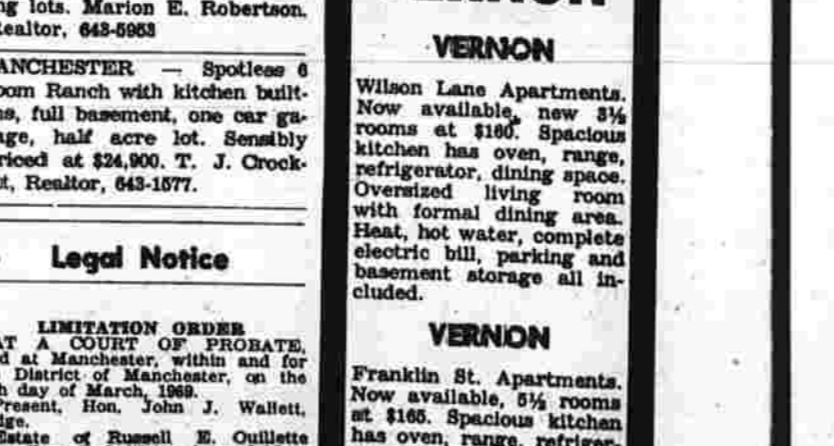 ng lots. Marion E. Robertson,
ealtor, 643-5953
ANCHESTER — Spotless 6
oom Ranch with kitchen built-
s, full basement, one car ga-
ge, half acre lot. Sensibly
riced at $24,900. T. J. Crock-
t, Realtor, 643-1577.
Legal Notice
LIMITATION ORDER
AT A COURT OF PROBATE,
d at Manchester, within and for
District of Manchester, on the
h day of March, 1969.
Present, Hon. John J. Wallett,
dge.
Estate of Russell E. Ouillette
VERNON
Wilson Lane Apartments.
Now available, new 3½
rooms at $160. Spacious
kitchen has oven, range,
refrigerator, dining space.
Oversized living room
with formal dining area.
Heat, hot water, complete
electric bill, parking and
basement storage all in-
cluded.
VERNON
Franklin St. Apartments.
Now available, 5½ rooms
at $165. Spacious kitchen
has oven, range, refriger-